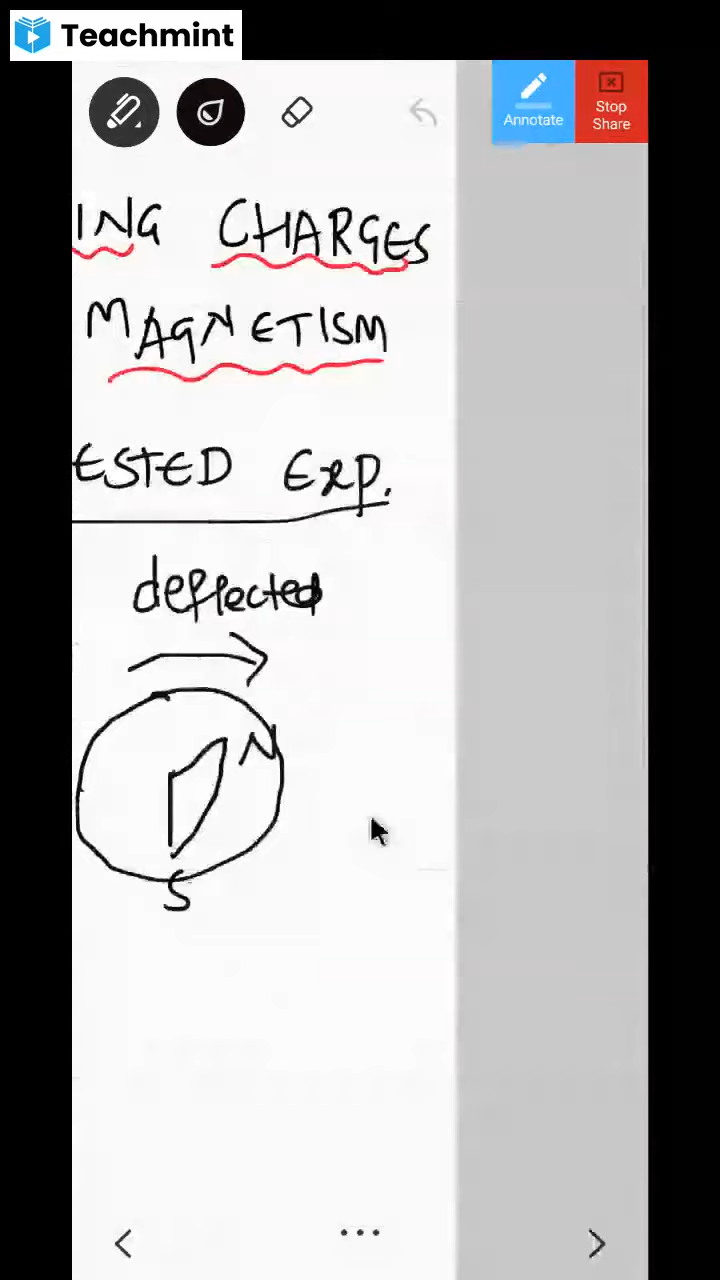 Teachmint
Annotate
Stop
Share
ING CHARGES
MAGNETISM
ESTED EXP.
deflected
N
S